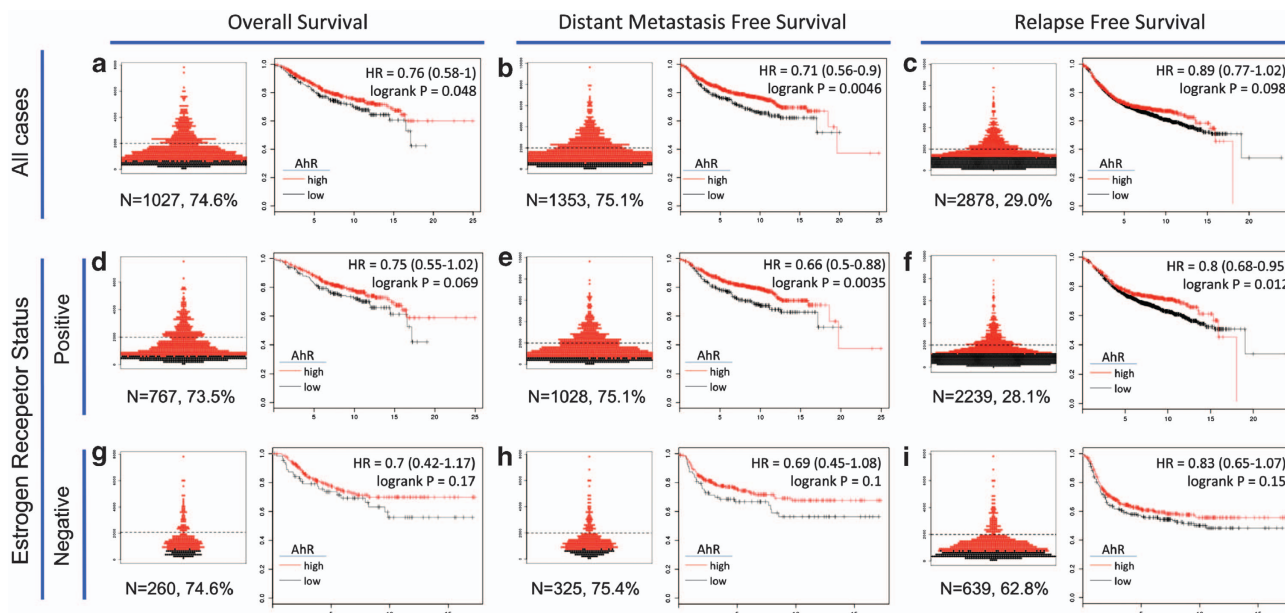 Overall Survival
Distant Metastasis Free Survival
Relapse Free Survival
All cases
a
HR = 0.76 (0.58-1)
logrank P = 0.048
AhR
high
low
N=1027, 74.6%
b
HR = 0.71 (0.56-0.9)
logrank P = 0.0046
AhR
high
low
N=1353, 75.1%
c
HR = 0.89 (0.77-1.02)
logrank P = 0.098
AhR
high
low
N=2878, 29.0%
Estrogen Recepetor Status
Positive
d
HR = 0.75 (0.55-1.02)
logrank P = 0.069
AhR
high
low
N=767, 73.5%
e
HR = 0.66 (0.5-0.88)
logrank P = 0.0035
AhR
high
low
N=1028, 75.1%
f
HR = 0.8 (0.68-0.95
logrank P = 0.012
AhR
high
low
N=2239, 28.1%
Negative
g
HR = 0.7 (0.42-1.17)
logrank P = 0.17
AhR
high
low
N=260, 74.6%
h
HR = 0.69 (0.45-1.08)
logrank P = 0.1
AhR
high
low
N=325, 75.4%
i
HR = 0.83 (0.65-1.07)
logrank P = 0.15
AhR
high
low
N=639, 62.8%